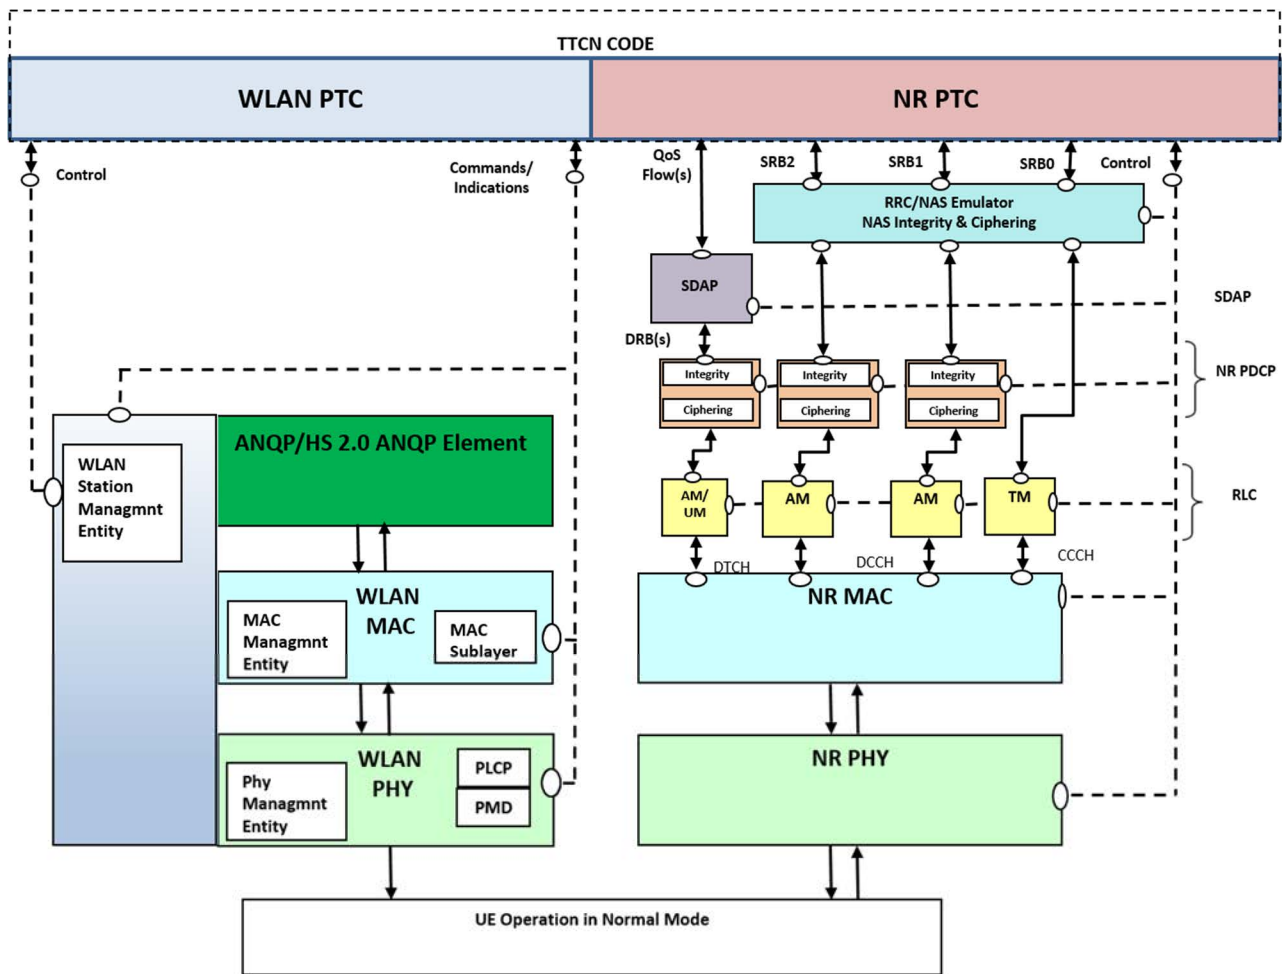 TTCN CODE
WLAN PTC
NR PTC
Control
Commands/
Indications
QoS
Flow(s)
SRB2
SRB1
SRB0
Control
RRC/NAS Emulator
NAS Integrity & Ciphering
SDAP
SDAP
DRB(s)
Integrity
Ciphering
Integrity
Ciphering
Integrity
Ciphering
NR PDCP
ANQP/HS 2.0 ANQP Element
WLAN
Station
Managmnt
Entity
AM/
UM
AM
AM
TM
RLC
DTCH
DCCH
CCCH
WLAN
MAC
MAC
Managmnt
Entity
MAC
Sublayer
NR MAC
WLAN
PHY
Phy
Managmnt
Entity
PLCP
PMD
NR PHY
UE Operation in Normal Mode